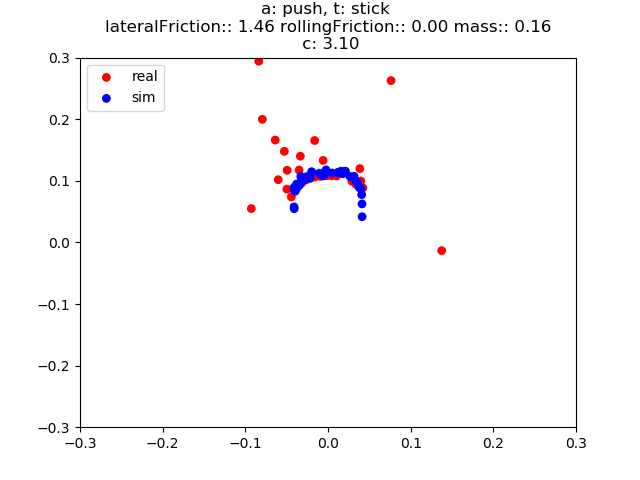 a: push, t: stick
lateralFriction:: 1.46 rollingFriction:: 0.00 mass:: 0.16
c: 3.10
real
sim
0.3
0.2
0.1
0.0
−0.1
−0.2
−0.3
−0.3 −0.2 −0.1 0.0 0.1 0.2 0.3